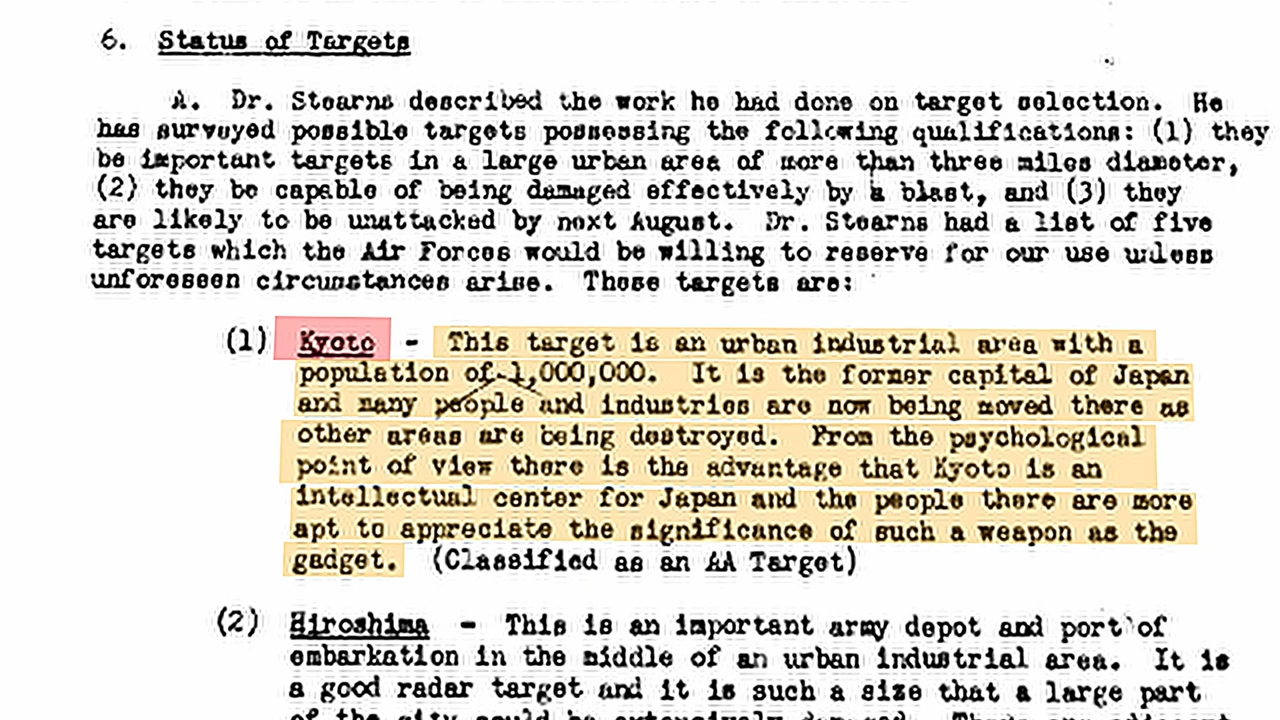 6. Status of Targets
A. Dr. Stearns described the work he had done on target selection. He
has surveyed possible targets possessing the following qualifications: (1) they
be important targets in a large urban area of more than three miles diameter,
(2) they be capable of being damaged effectively by a blast, and (3) they
are likely to be unattacked by next August. Dr. Stearns had a list of five
targets which the Air Forces would be willing to reserve for our use unless
unforeseen circumstances arise. These targets are:
(1) Kyoto - This target is an urban industrial area with a
population of 1,000,000. It is the former capital of Japan
and many people and industries are now being moved there as
other areas are being destroyed. From the psychological
point of view there is the advantage that Kyoto is an
intellectual center for Japan and the people there are more
apt to appreciate the significance of such a weapon as the
gadget. (Classified as an AA Target)
(2) Hiroshima - This is an important army depot and port of
embarkation in the middle of an urban industrial area. It is
a good radar target and it is such a size that a large part
of the city could be extensively damaged. There are adjacent